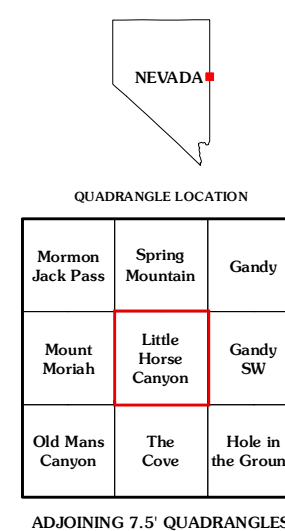 NEVADA
QUADRANGLE LOCATION
Mormon
Jack Pass
Spring
Mountain
Gandy
Mount
Moriah
Little
Horse
Canyon
Gandy
SW
Old Mans
Canyon
The
Cove
Hole in
the Groun
ADJOINING 7.5' QUADRANGLES